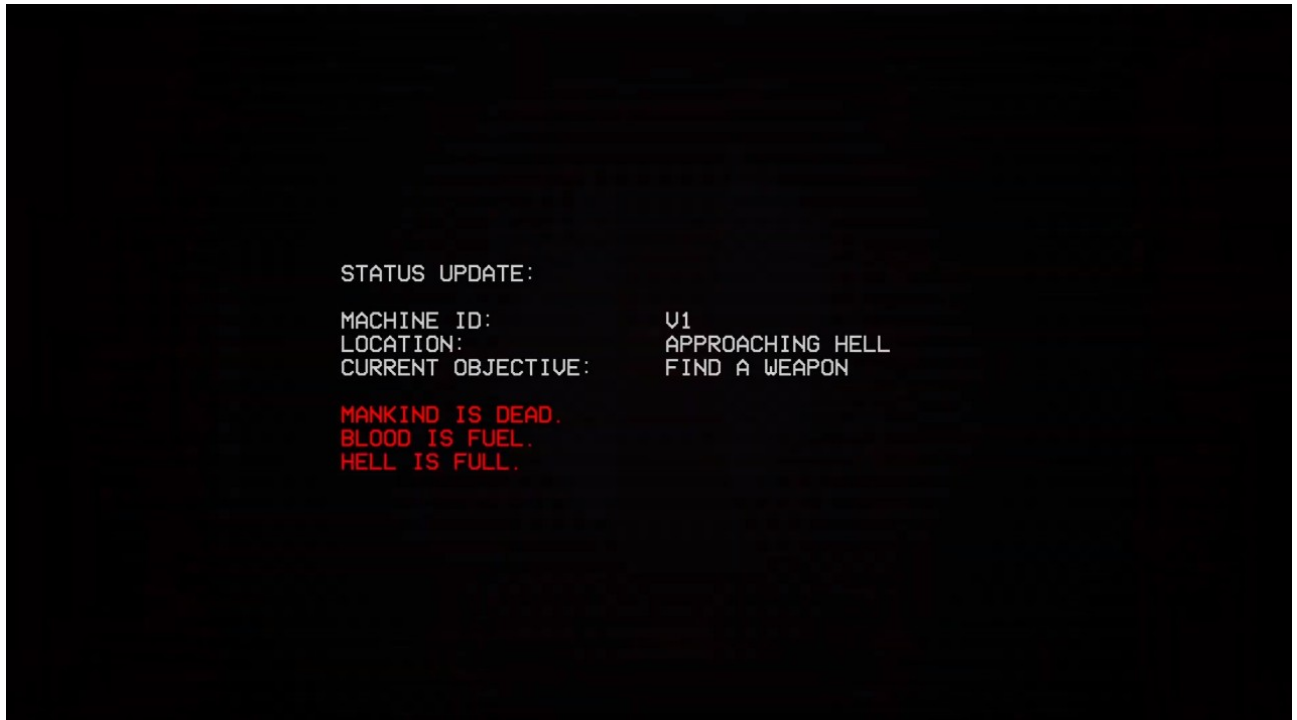 STATUS UPDATE:
MACHINE ID: V1
LOCATION: APPROACHING HELL
CURRENT OBJECTIVE: FIND A WEAPON
MANKIND IS DEAD.
BLOOD IS FUEL.
HELL IS FULL.